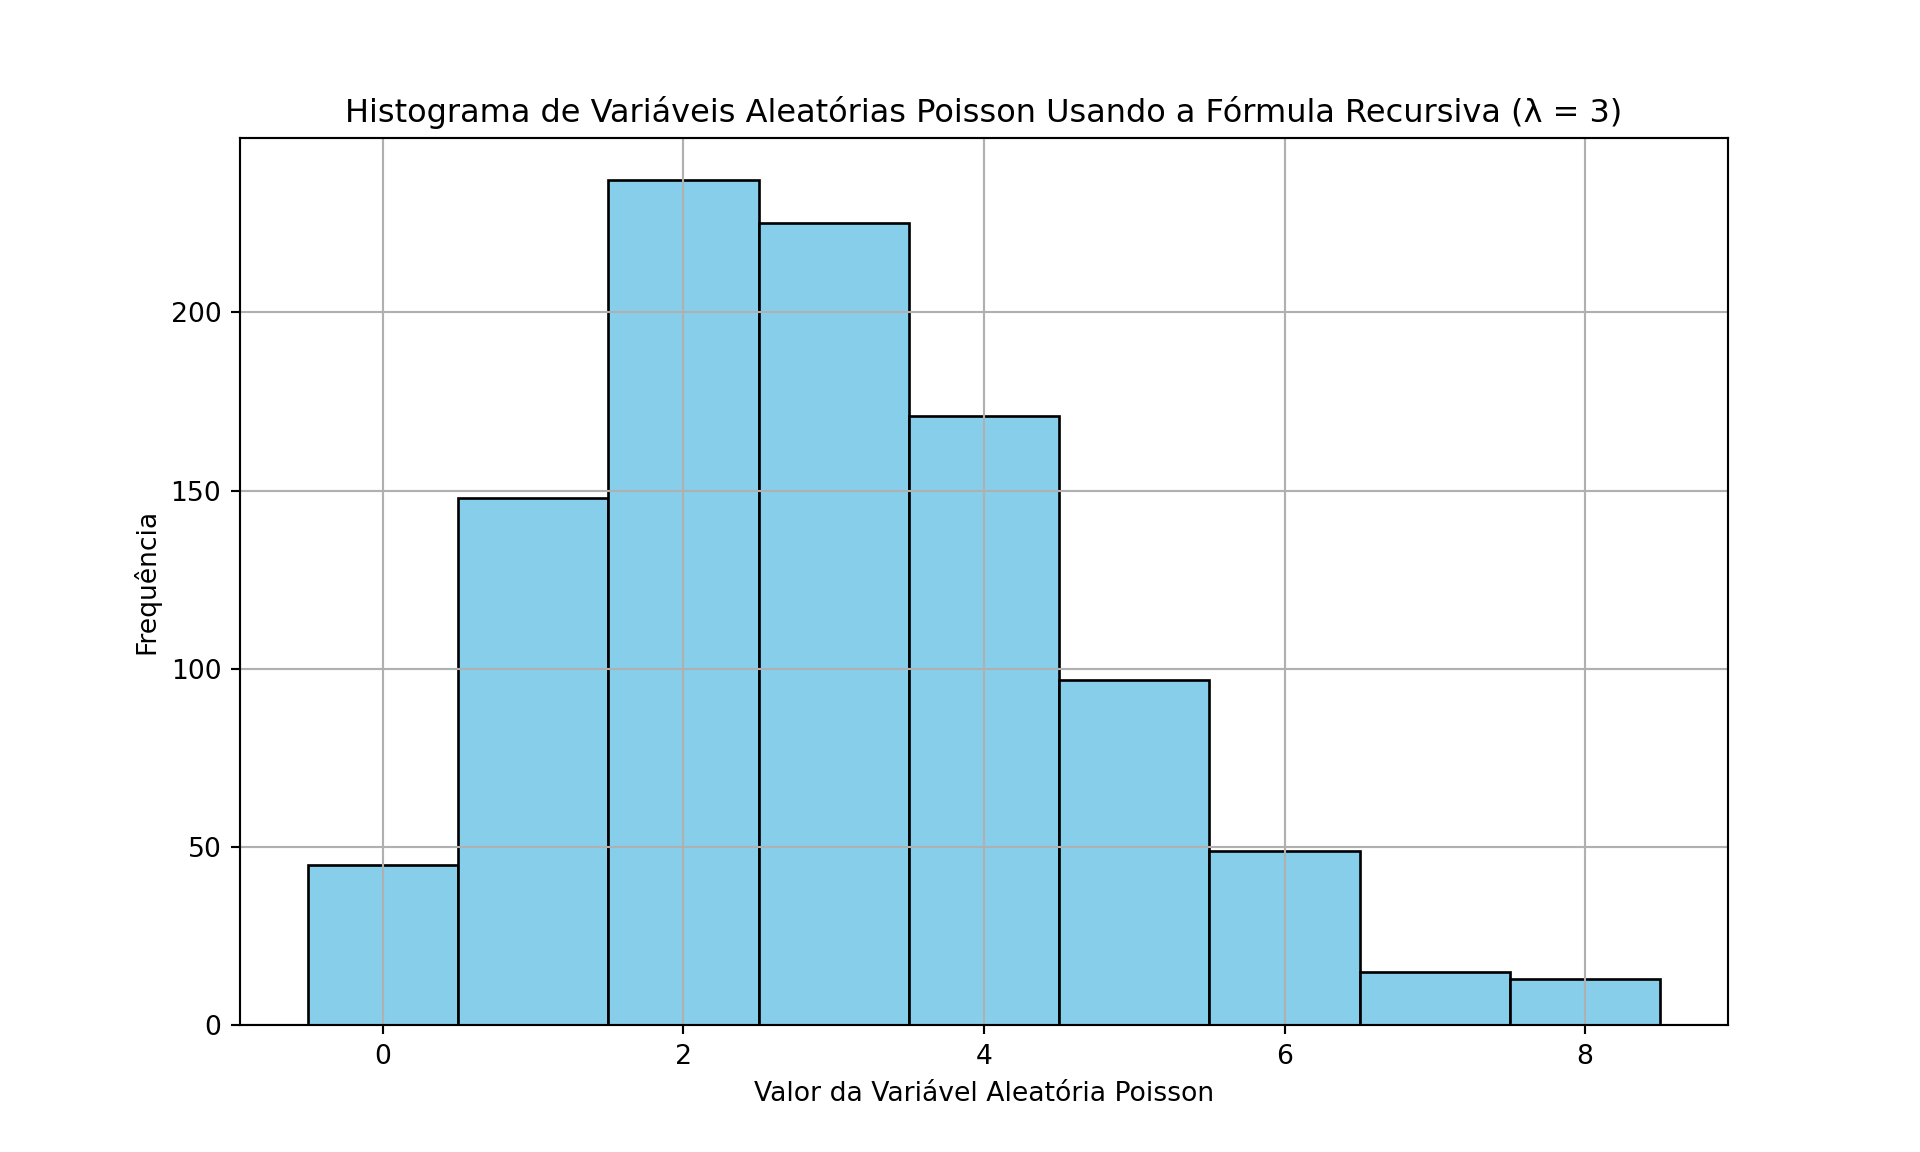 Histograma de Variáveis Aleatórias Poisson Usando a Fórmula Recursiva (λ = 3)
200
150
100
50
0
Frequência
0 2 4 6 8
Valor da Variável Aleatória Poisson